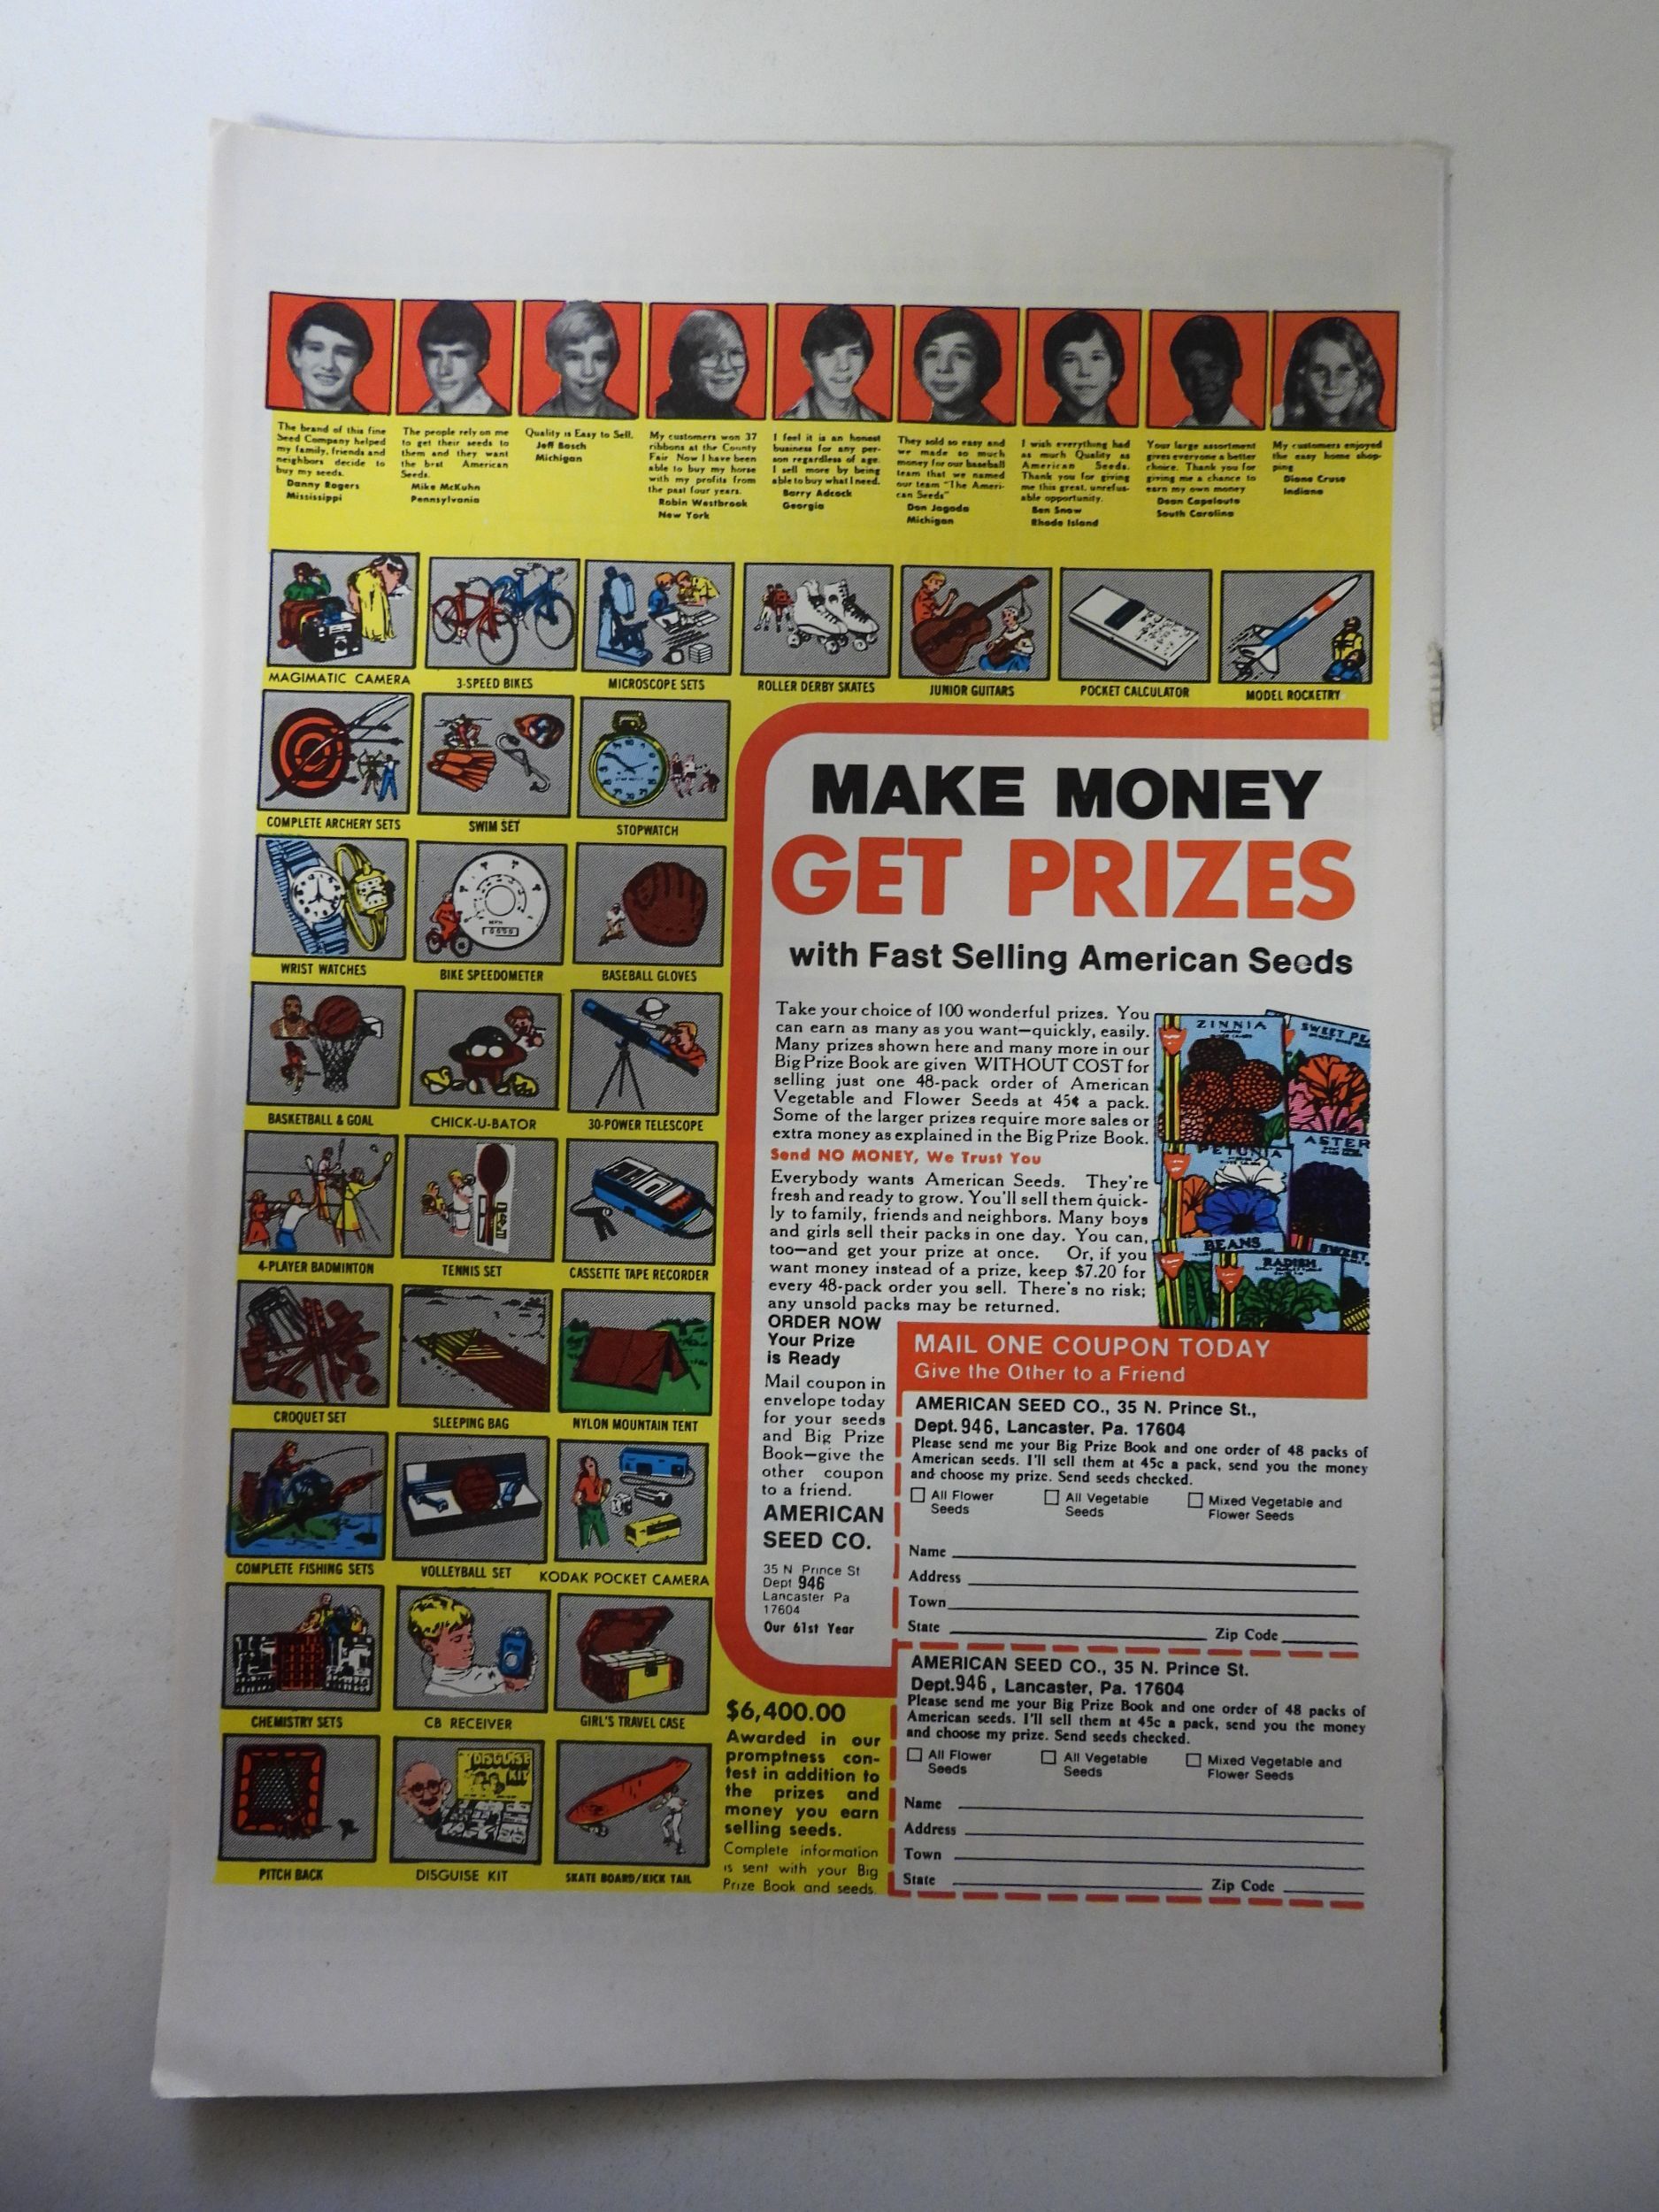 The brand of this fine
Seed Company helped
my family, friends and
neighbors decide to
buy my seeds.
Danny Rogers
Mississippi
The people rely on me
to get their seeds to
them and they want
the best American
Seeds.
Mike McKuhn
Pennsylvania
Quality is Easy to Sell.
Jeff Bosch
Michigan
My customers won 37
ribbons at the County
Fair Now I have been
able to buy my horse
with my profits from
the past four years.
Robin Westbrook
New York
I feel it is an honest
business for any per-
son regardless of age.
I sell more by being
able to buy what I need.
Barry Adcock
Georgia
They sold so easy and
we made so much
money for our baseball
team that we named
our team "The Ameri-
can Seeds"
Don Jagoda
Michigan
I wish everything had
as much Quality as
American Seeds.
Thank you for giving
me this great, unrefus-
able opportunity.
Ben Snow
Rhode Island
Your large assortment
gives everyone a better
choice. Thank you for
giving me a chance to
earn my own money
Dean Capeloute
South Carolina
My customers enjoyed
the easy home shop-
ping
Diane Cruse
Indiana
MAGIMATIC CAMERA
3-SPEED BIKES
MICROSCOPE SETS
ROLLER DERBY SKATES
JUNIOR GUITARS
POCKET CALCULATOR
MODEL ROCKETRY
COMPLETE ARCHERY SETS
SWIM SET
STOPWATCH
WRIST WATCHES
MPH
BIKE SPEEDOMETER
BASEBALL GLOVES
BASKETBALL & GOAL
CHICK-U-BATOR
30-POWER TELESCOPE
4-PLAYER BADMINTON
TENNIS SET
CASSETTE TAPE RECORDER
CROQUET SET
SLEEPING BAG
NYLON MOUNTAIN TENT
COMPLETE FISHING SETS
VOLLEYBALL SET
KODAK POCKET CAMERA
CHEMISTRY SETS
CB RECEIVER
GIRL'S TRAVEL CASE
PITCH BACK
DISGUISE
KIT
DISGUISE KIT
SKATE BOARD/KICK TAIL
MAKE MONEY
GET PRIZES
with Fast Selling American Seeds
Take your choice of 100 wonderful prizes. You
can earn as many as you want—quickly, easily.
Many prizes shown here and many more in our
Big Prize Book are given WITHOUT COST for
selling just one 48-pack order of American
Vegetable and Flower Seeds at 45¢ a pack.
Some of the larger prizes require more sales or
extra money as explained in the Big Prize Book.
Send NO MONEY, We Trust You
Everybody wants American Seeds. They're
fresh and ready to grow. You'll sell them quick-
ly to family, friends and neighbors. Many boys
and girls sell their packs in one day. You can,
too—and get your prize at once. Or, if you
want money instead of a prize, keep $7.20 for
every 48-pack order you sell. There's no risk;
any unsold packs may be returned.
ZINNIA
SWEET PE
PETUNIA
ASTER
BEANS
RADISH
SWEET
ORDER NOW
Your Prize
is Ready
Mail coupon in
envelope today
for your seeds
and Big Prize
Book—give the
other coupon
to a friend.
AMERICAN
SEED CO.
35 N Prince St
Dept 946
Lancaster Pa
17604
Our 61st Year
$6,400.00
Awarded in our
promptness con-
test in addition to
the prizes and
money you earn
selling seeds.
Complete information
is sent with your Big
Prize Book and seeds.
MAIL ONE COUPON TODAY
Give the Other to a Friend
AMERICAN SEED CO., 35 N. Prince St.,
Dept. 946, Lancaster, Pa. 17604
Please send me your Big Prize Book and one order of 48 packs of
American seeds. I'll sell them at 45c a pack, send you the money
and choose my prize. Send seeds checked.
All Flower
Seeds
All Vegetable
Seeds
Mixed Vegetable and
Flower Seeds
Name
Address
Town
State Zip Code
AMERICAN SEED CO., 35 N. Prince St.
Dept.946, Lancaster, Pa. 17604
Please send me your Big Prize Book and one order of 48 packs of
American seeds. I'll sell them at 45c a pack, send you the money
and choose my prize. Send seeds checked.
All Flower
Seeds
All Vegetable
Seeds
Mixed Vegetable and
Flower Seeds
Name
Address
Town
State Zip Code